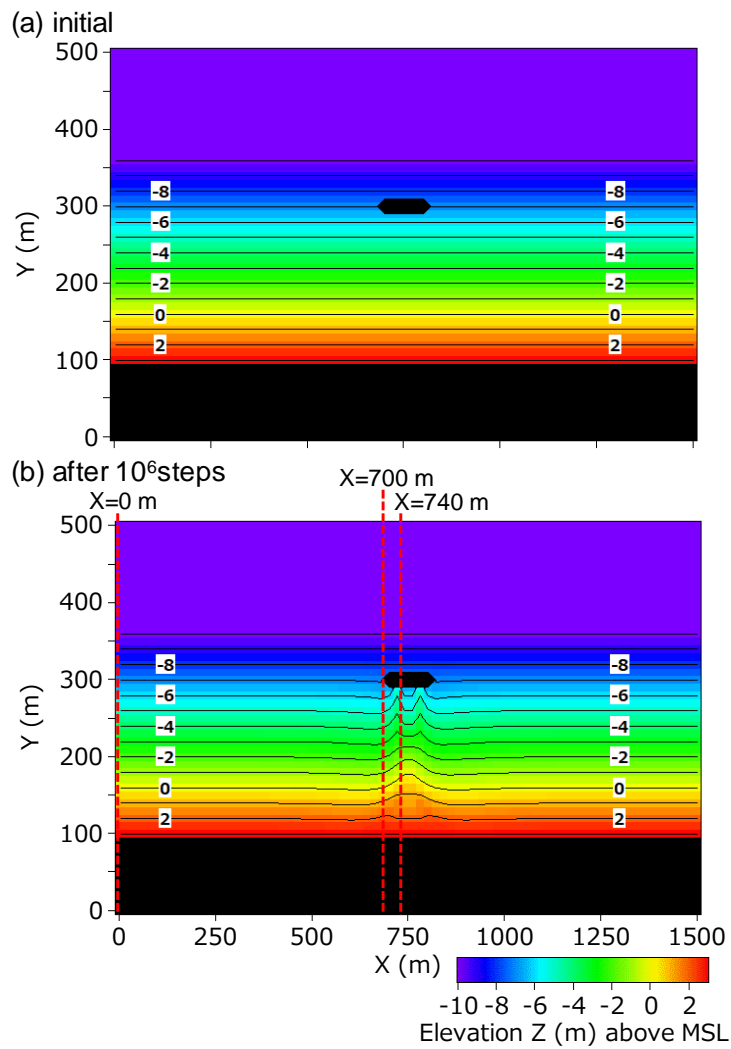 (a) initial
500
400
300
200
100
0
Y (m)
-8 -8
-6 -6
-4 -4
-2 -2
0 0
2 2
(b) after 10⁶steps
X=700 m
X=0 m X=740 m
500
400
300
200
100
0
Y (m)
-8 -8
-6 -6
-4 -4
-2 -2
0 0
2 2
0 250 500 750 1000 1250 1500
X (m)
-10 -8 -6 -4 -2 0 2
Elevation Z (m) above MSL